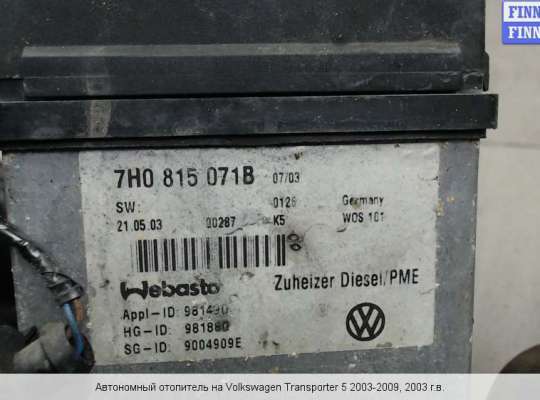 FINN
FINN
7H0 815 071B 07/03
SW: 0126 Germany
21.05.03 00287 K5 WOS 101
Webasto Zuheizer Diesel/PME
Appl-ID: 981490
HG-ID: 981880
SG-ID: 9004909E
Автономный отопитель на Volkswagen Transporter 5 2003-2009, 2003 г.в.